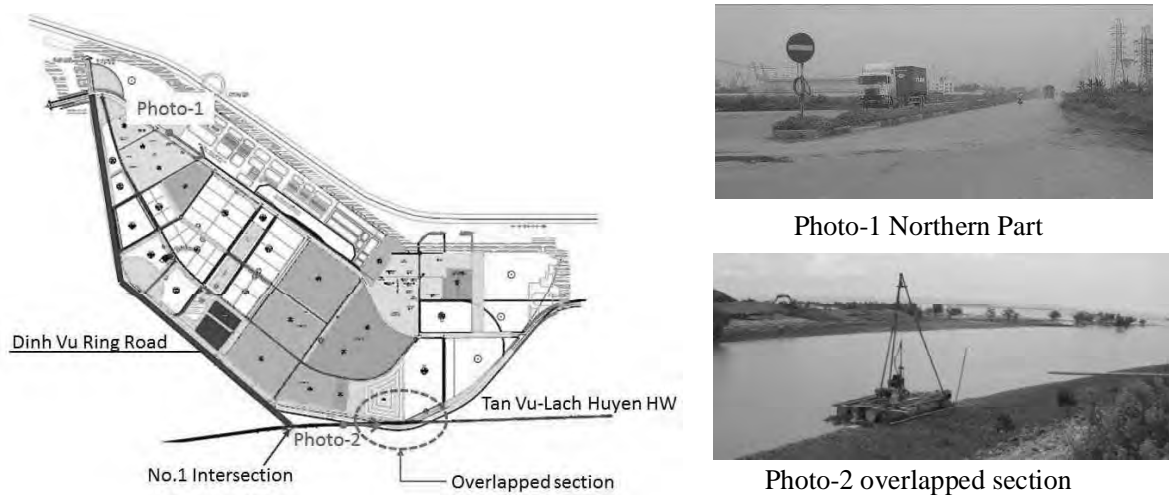 Photo-1
Dinh Vu Ring Road
Tan Vu-Lach Huyen HW
Photo-2
No.1 Intersection
Overlapped section
Photo-1 Northern Part
Photo-2 overlapped section